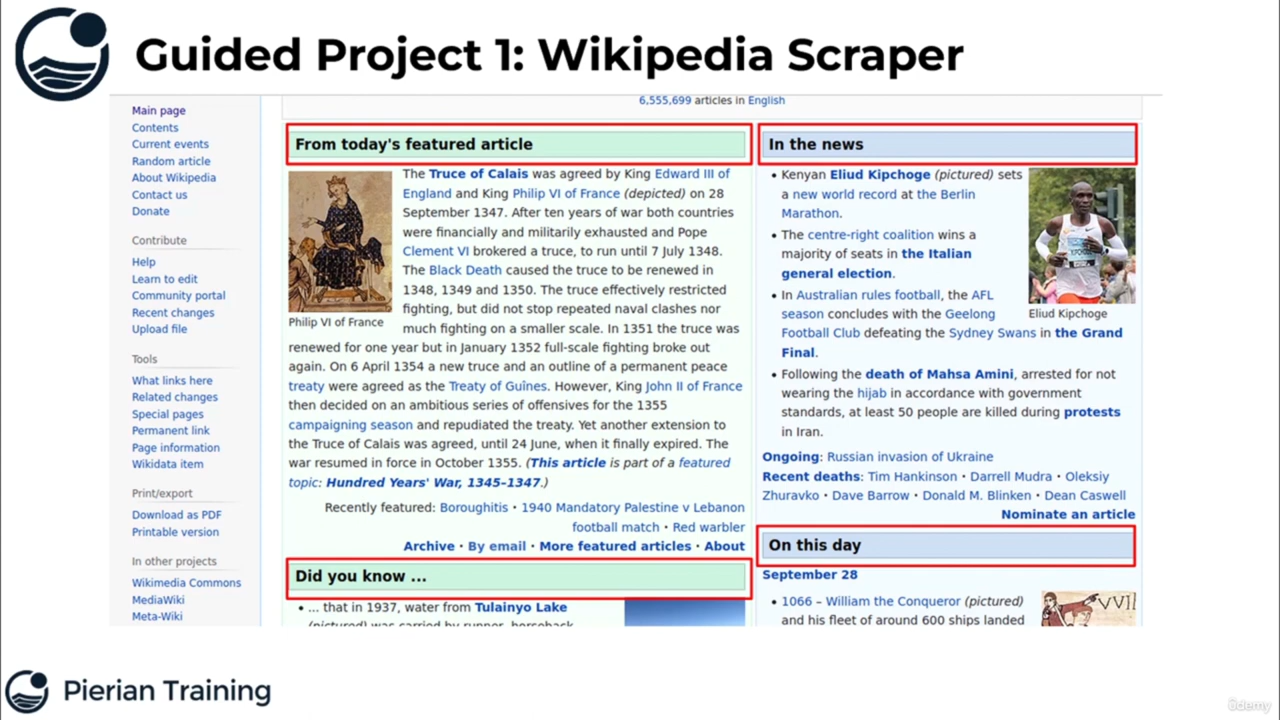 Guided Project 1: Wikipedia Scraper
6,555,699 articles in English
Main page
Contents
Current events
Random article
About Wikipedia
Contact us
Donate
Contribute
Help
Learn to edit
Community portal
Recent changes
Upload file
Tools
What links here
Related changes
Special pages
Permanent link
Page information
Wikidata item
Print/export
Download as PDF
Printable version
In other projects
Wikimedia Commons
MediaWiki
Meta-Wiki
From today's featured article
The Truce of Calais was agreed by King Edward III of
England and King Philip VI of France (depicted) on 28
September 1347. After ten years of war both countries
were financially and militarily exhausted and Pope
Clement VI brokered a truce, to run until 7 July 1348.
The Black Death caused the truce to be renewed in
1348, 1349 and 1350. The truce effectively restricted
fighting, but did not stop repeated naval clashes nor
Philip VI of France
much fighting on a smaller scale. In 1351 the truce was
renewed for one year but in January 1352 full-scale fighting broke out
again. On 6 April 1354 a new truce and an outline of a permanent peace
treaty were agreed as the Treaty of Guînes. However, King John II of France
then decided on an ambitious series of offensives for the 1355
campaigning season and repudiated the treaty. Yet another extension to
the Truce of Calais was agreed, until 24 June, when it finally expired. The
war resumed in force in October 1355. (This article is part of a featured
topic: Hundred Years' War, 1345–1347.)
Recently featured: Boroughitis · 1940 Mandatory Palestine v Lebanon
football match · Red warbler
Archive · By email · More featured articles · About
Did you know ...
• ... that in 1937, water from Tulainyo Lake
(pictured) was carried by runner, horseback
In the news
• Kenyan Eliud Kipchoge (pictured) sets
a new world record at the Berlin
Marathon.
• The centre-right coalition wins a
majority of seats in the Italian
general election.
• In Australian rules football, the AFL
season concludes with the Geelong
Eliud Kipchoge
Football Club defeating the Sydney Swans in the Grand
Final.
• Following the death of Mahsa Amini, arrested for not
wearing the hijab in accordance with government
standards, at least 50 people are killed during protests
in Iran.
Ongoing: Russian invasion of Ukraine
Recent deaths: Tim Hankinson · Darrell Mudra · Oleksiy
Zhuravko · Dave Barrow · Donald M. Blinken · Dean Caswell
Nominate an article
On this day
September 28
• 1066 – William the Conqueror (pictured)
and his fleet of around 600 ships landed
Pierian Training
ûdemy